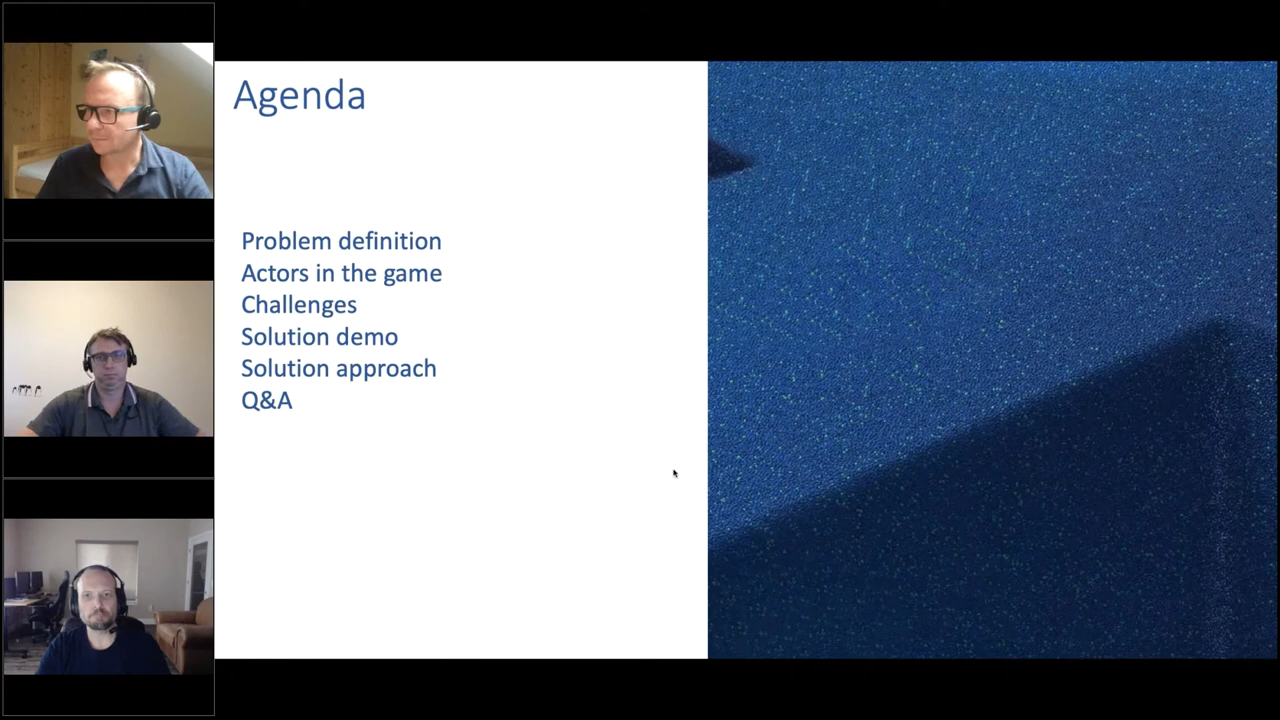 Agenda
Problem definition
Actors in the game
Challenges
Solution demo
Solution approach
Q&A